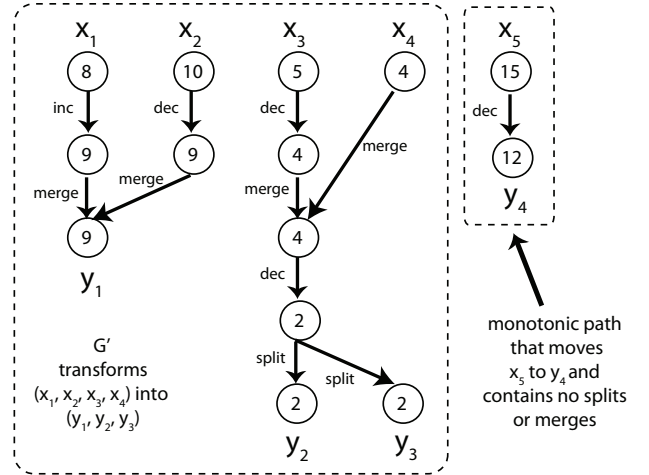 x1 x2 x3 x4 x5
8 10 5 4 15
inc dec dec dec
9 9 4 merge 12
merge merge merge y4
9 4
y1 dec
2
split split
2 2
y2 y3
G′
transforms
(x1, x2, x3, x4) into
(y1, y2, y3)
monotonic path
that moves
x5 to y4 and
contains no splits
or merges